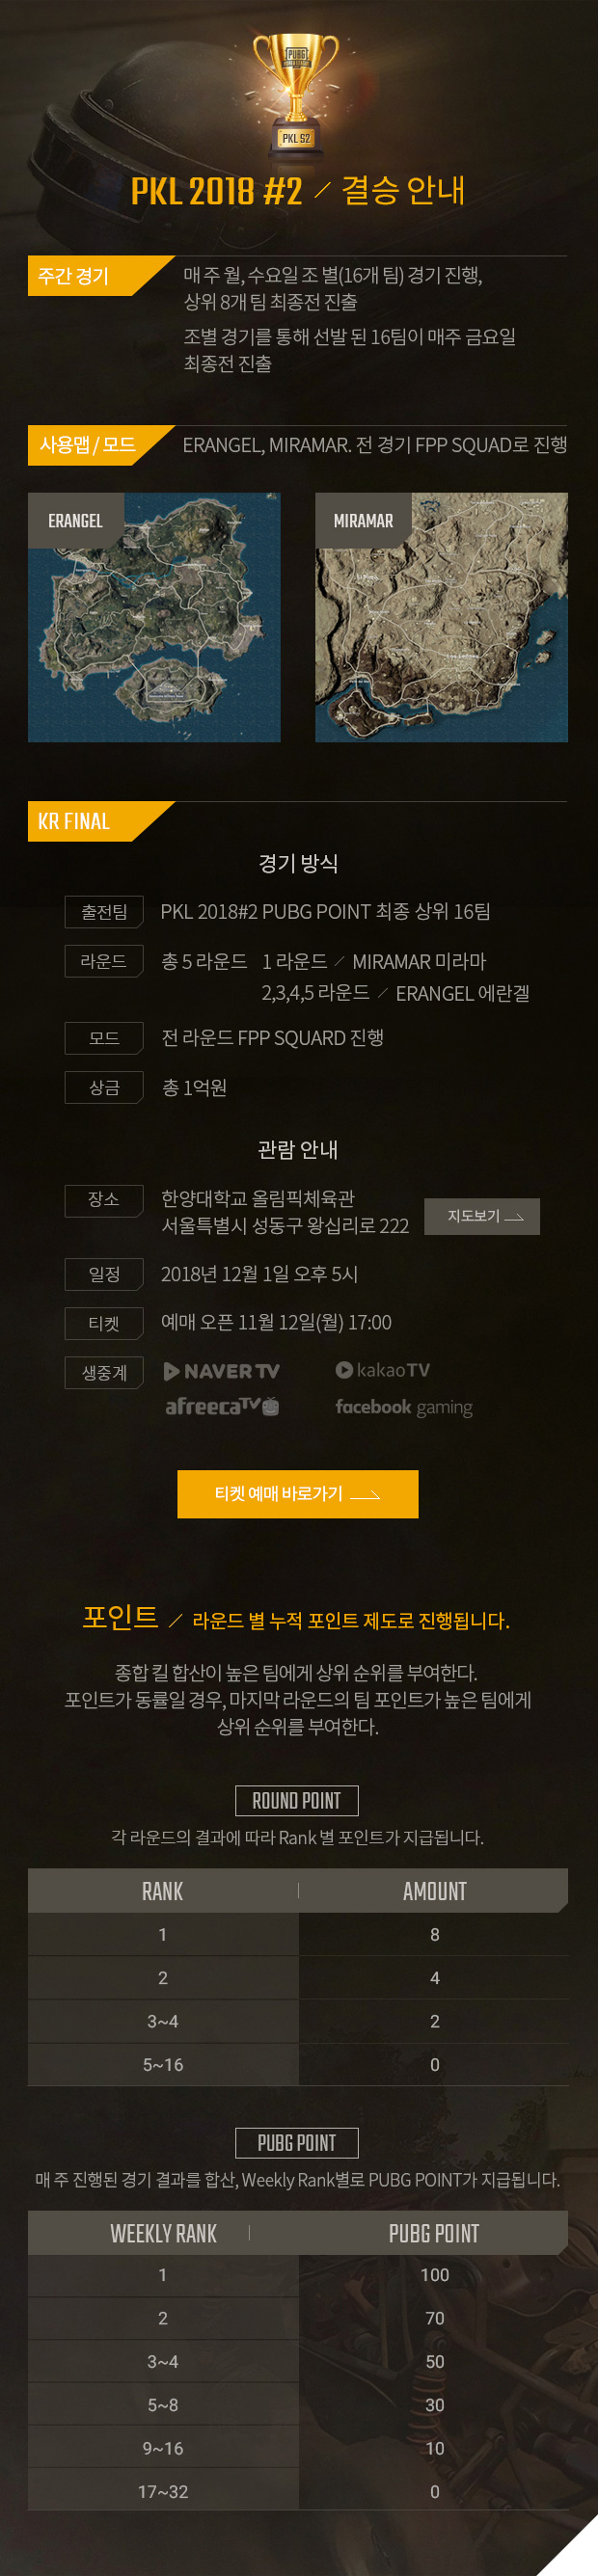 PUBG
PKL S2
PKL 2018 #2 / 결승 안내
주간 경기
매 주 월, 수요일 조 별(16개 팀) 경기 진행,
상위 8개 팀 최종전 진출
조별 경기를 통해 선발 된 16팀이 매주 금요일
최종전 진출
사용맵 / 모드
ERANGEL, MIRAMAR. 전 경기 FPP SQUAD로 진행
ERANGEL
MIRAMAR
KR FINAL
경기 방식
출전팀
PKL 2018#2 PUBG POINT 최종 상위 16팀
라운드
총 5 라운드 1 라운드 / MIRAMAR 미라마
2,3,4,5 라운드 / ERANGEL 에란겔
모드
전 라운드 FPP SQUARD 진행
상금
총 1억원
관람 안내
장소
한양대학교 올림픽체육관
서울특별시 성동구 왕십리로 222
지도보기
일정
2018년 12월 1일 오후 5시
티켓
예매 오픈 11월 12일(월) 17:00
생중계
NAVER TV
kakaoTV
afreecaTV
facebook gaming
티켓 예매 바로가기
포인트 / 라운드 별 누적 포인트 제도로 진행됩니다.
종합 킬 합산이 높은 팀에게 상위 순위를 부여한다.
포인트가 동률일 경우, 마지막 라운드의 팀 포인트가 높은 팀에게
상위 순위를 부여한다.
ROUND POINT
각 라운드의 결과에 따라 Rank 별 포인트가 지급됩니다.
RANK | AMOUNT
1 8
2 4
3~4 2
5~16 0
PUBG POINT
매 주 진행된 경기 결과를 합산, Weekly Rank별로 PUBG POINT가 지급됩니다.
WEEKLY RANK | PUBG POINT
1 100
2 70
3~4 50
5~8 30
9~16 10
17~32 0